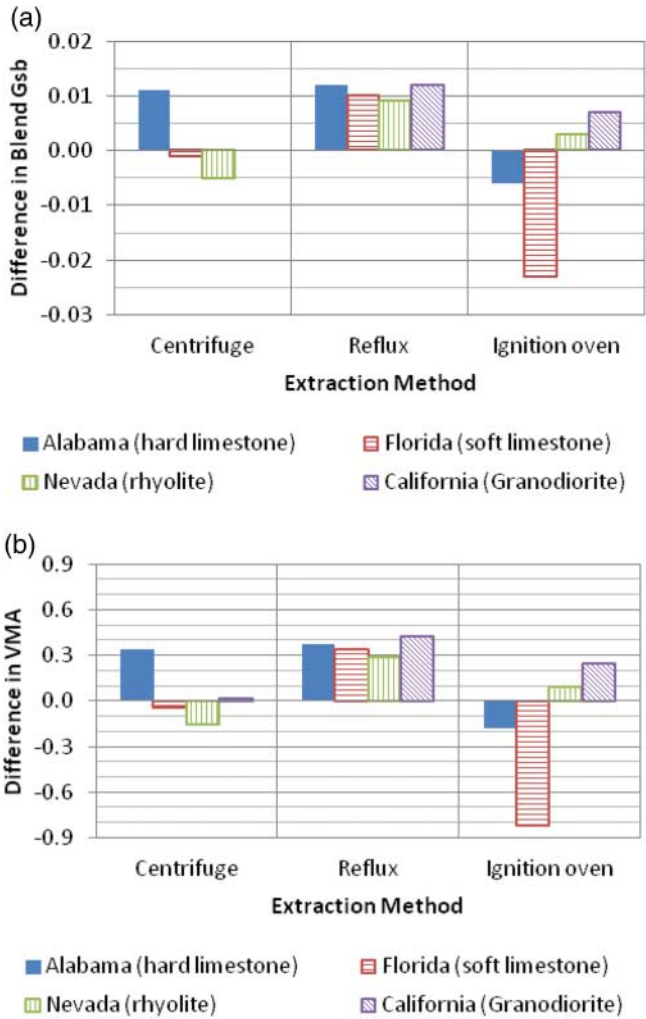 (a)
0.02
0.01
0.00
-0.01
-0.02
-0.03
Difference in Blend Gsb
Centrifuge Reflux Ignition oven
Extraction Method
Alabama (hard limestone) Florida (soft limestone)
Nevada (rhyolite) California (Granodiorite)
(b)
0.9
0.6
0.3
0.0
-0.3
-0.6
-0.9
Difference in VMA
Centrifuge Reflux Ignition oven
Extraction Method
Alabama (hard limestone) Florida (soft limestone)
Nevada (rhyolite) California (Granodiorite)